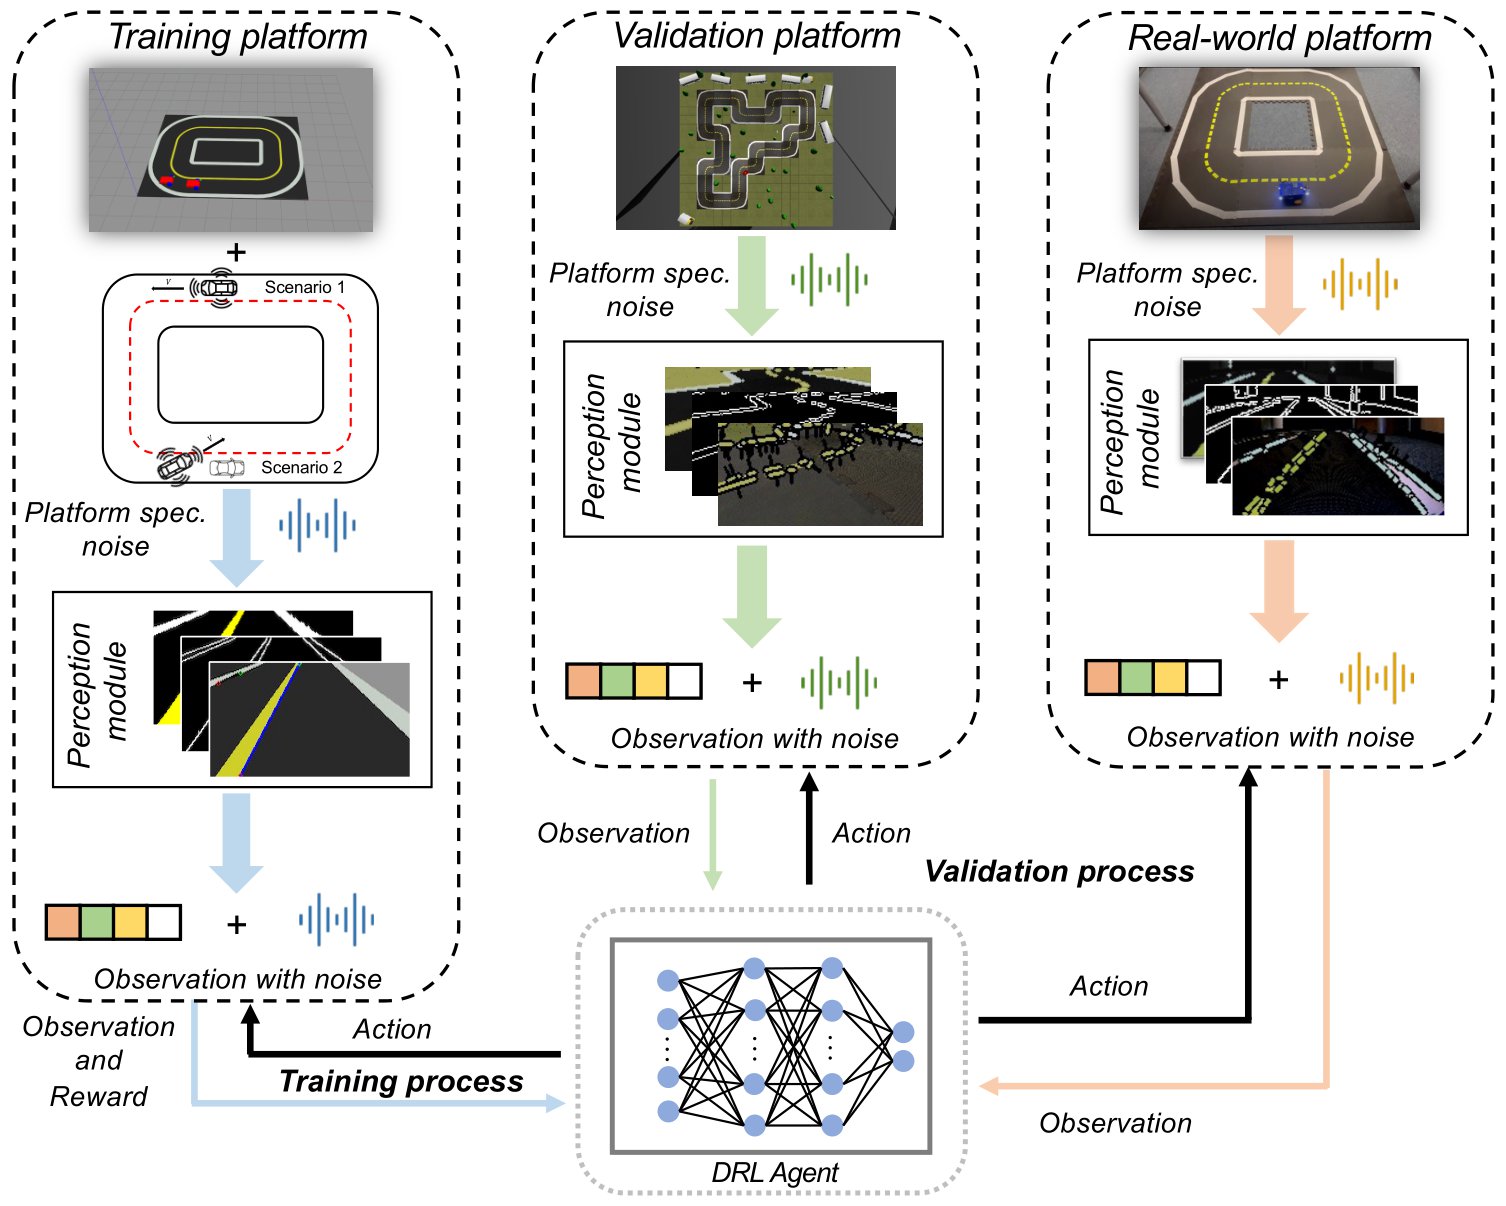 Training platform
+
v
Scenario 1
v
Scenario 2
Platform spec.
noise
Perception
module
+
Observation with noise
Observation
and
Reward
Action
Training process
Validation platform
Platform spec.
noise
Perception
module
+
Observation with noise
Observation
Action
Validation process
Real-world platform
Platform spec.
noise
Perception
module
+
Observation with noise
Action
Observation
DRL Agent